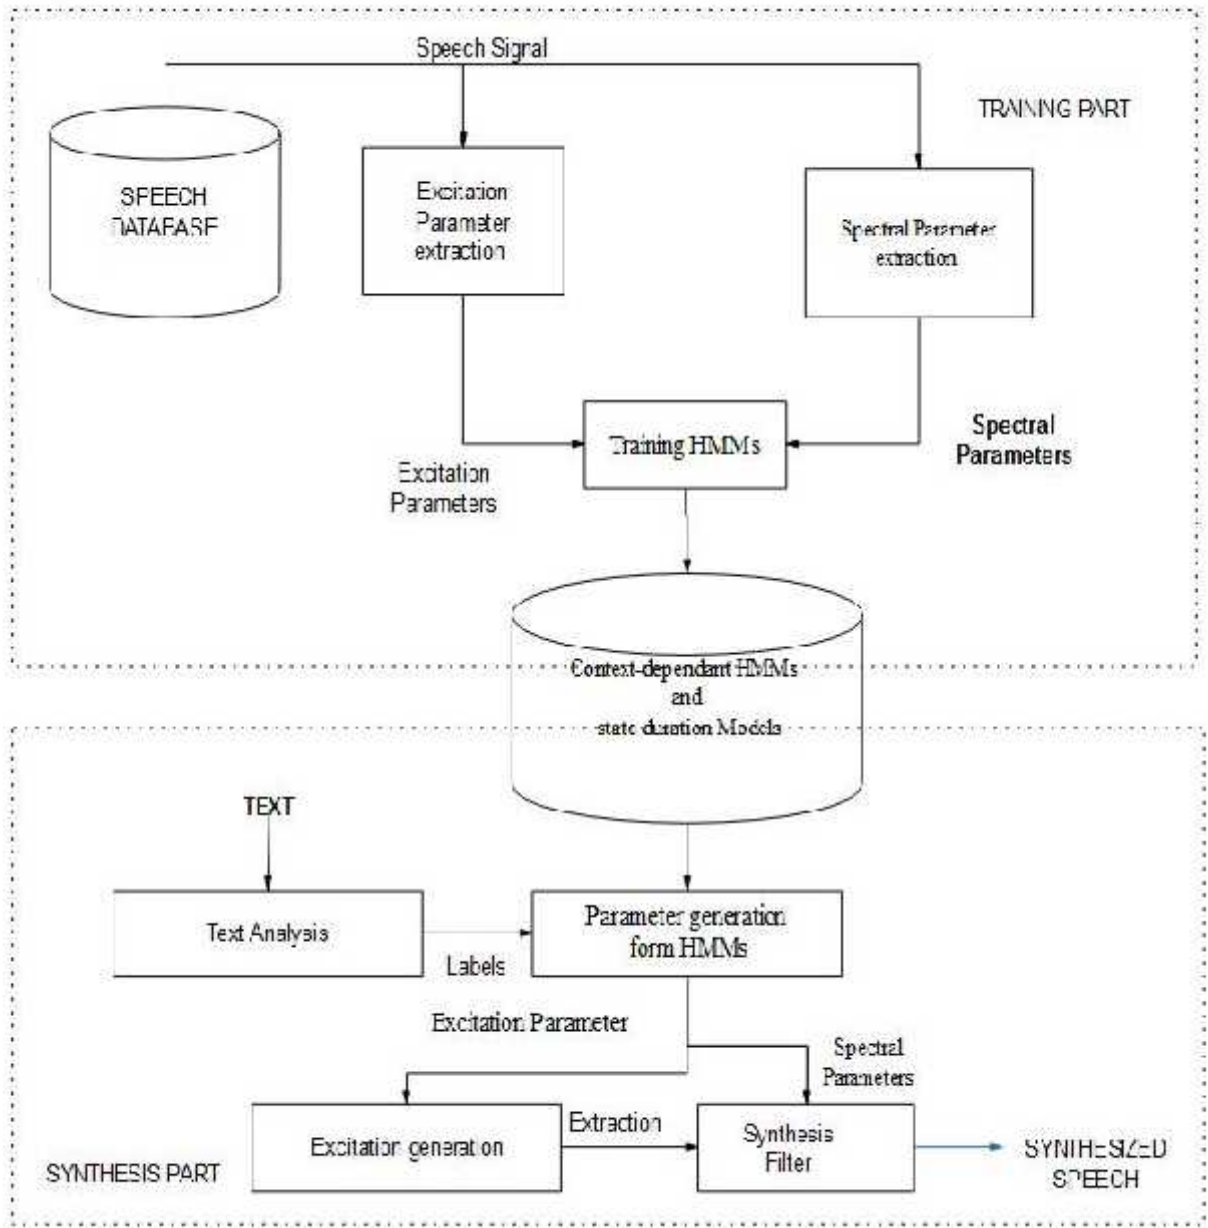 Speech Signal
TRAINING PART
SPEECH
DATABASE
Excitation
Parameter
extraction
Spectral Parameter
extraction
Training HMMs
Spectral
Parameters
Excitation
Parameters
Context-dependant HMMs
and
state duration Models
TEXT
Text Analysis
Labels
Parameter generation
form HMMs
Excitation Parameter
Spectral
Parameters
Excitation generation
Extraction
Synthesis
Filter
SYNTHESIZED
SPEECH
SYNTHESIS PART